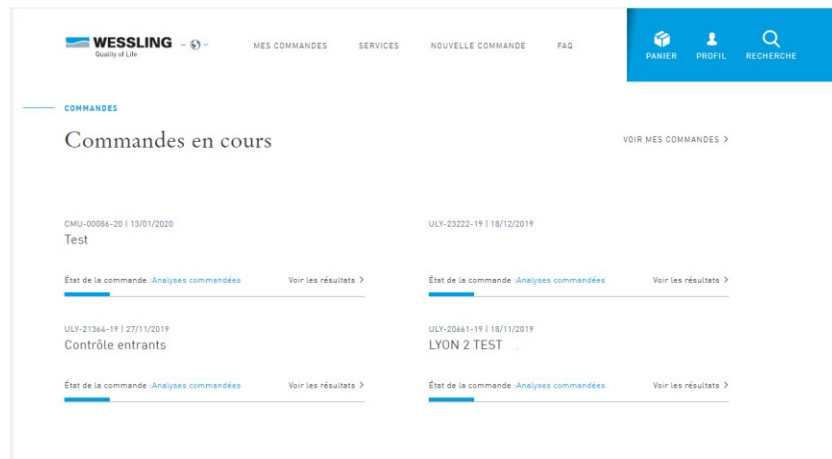 WESSLING
Quality of Life
MES COMMANDES SERVICES NOUVELLE COMMANDE FAQ
PANIER PROFIL RECHERCHE
COMMANDES
Commandes en cours
VOIR MES COMMANDES >
CMU-00086-20 | 13/01/2020
Test
État de la commande :Analyses commandées Voir les résultats >
ULY-23222-19 | 18/12/2019
État de la commande :Analyses commandées Voir les résultats >
ULY-21364-19 | 27/11/2019
Contrôle entrants
État de la commande :Analyses commandées Voir les résultats >
ULY-20661-19 | 18/11/2019
LYON 2 TEST
État de la commande :Analyses commandées Voir les résultats >